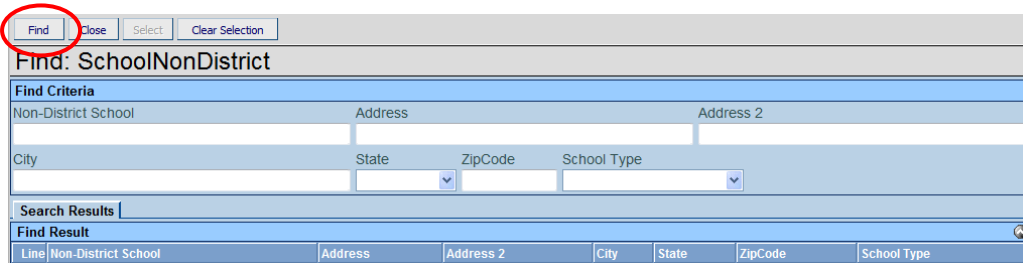 Find Close Select Clear Selection
Find: SchoolNonDistrict
Find Criteria
Non-District School Address Address 2
City State ZipCode School Type
Search Results
Find Result
Line Non-District School Address Address 2 City State ZipCode School Type